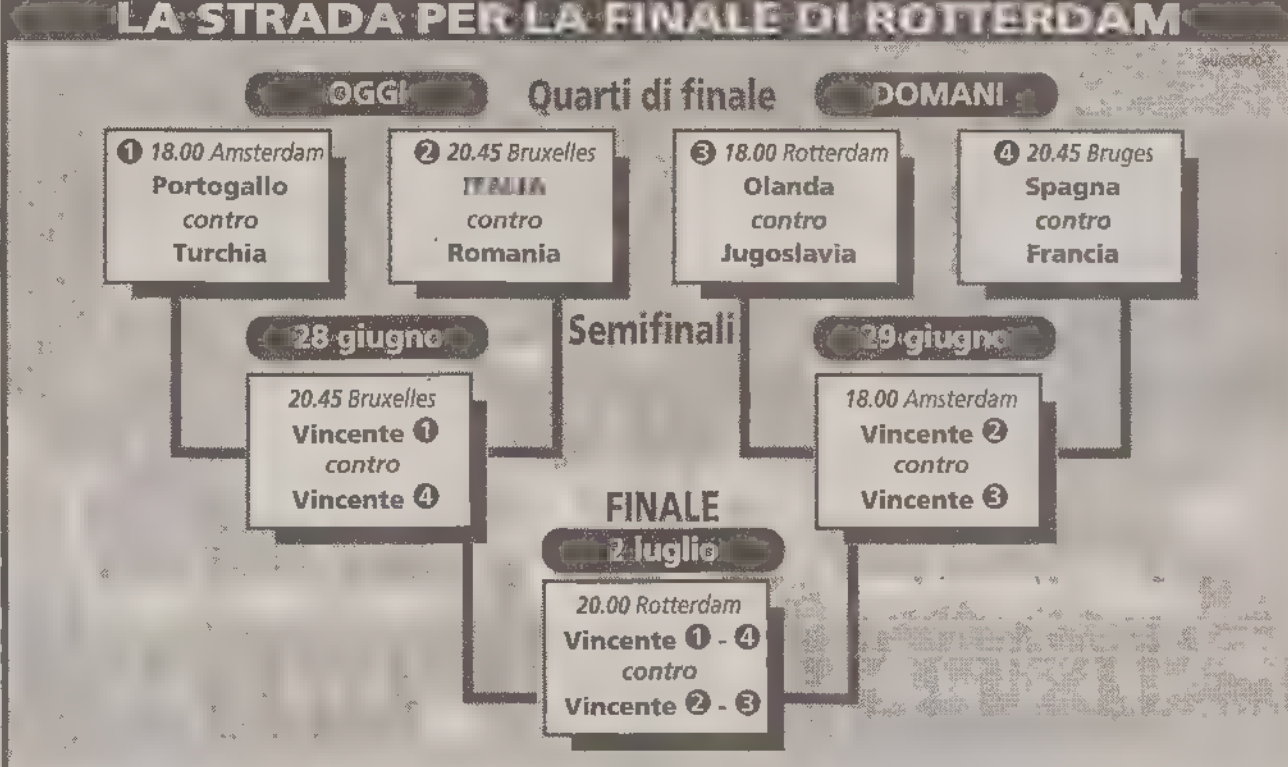 LA STRADA PER LA FINALE DI ROTTERDAM
euro2000-1
OGGI
Quarti di finale
DOMANI
❶ 18.00 Amsterdam
Portogallo
contro
Turchia
❷ 20.45 Bruxelles
ITALIA
contro
Romania
❸ 18.00 Rotterdam
Olanda
contro
Jugoslavia
❹ 20.45 Bruges
Spagna
contro
Francia
Semifinali
28 giugno
20.45 Bruxelles
Vincente ❶
contro
Vincente ❹
29 giugno
18.00 Amsterdam
Vincente ❷
contro
Vincente ❸
FINALE
2 luglio
20.00 Rotterdam
Vincente ❶ - ❹
contro
Vincente ❷ - ❸